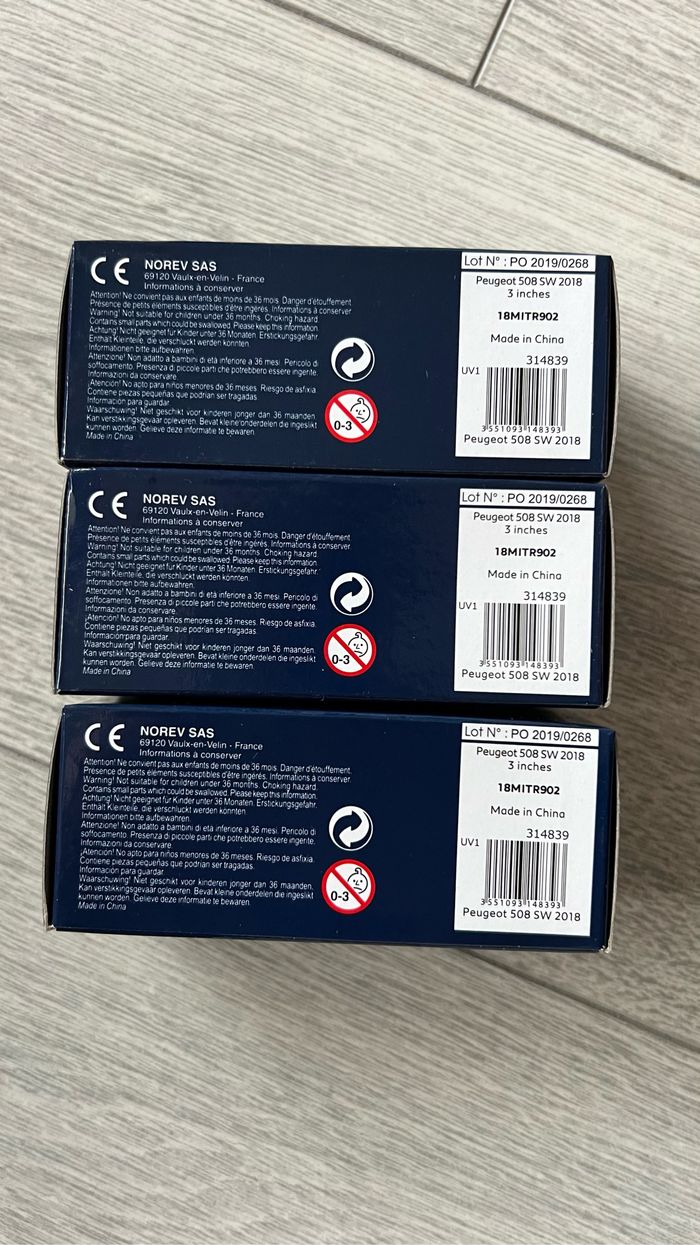 CE NOREV SAS
69120 Vaulx-en-Velin - France
Informations à conserver
Attention! Ne convient pas aux enfants de moins de 36 mois. Danger d'étouffement
Présence de petits éléments susceptibles d'être ingérés. Informations à conserver
Warning! Not suitable for children under 36 months. Choking hazard.
Contains small parts which could be swallowed. Please keep this information.
Achtung! Nicht geeignet für Kinder unter 36 Monaten. Erstickungsgefahr.
Enthält Kleinteile, die verschluckt werden könnten.
Informationen bitte aufbewahren.
Attenzione! Non adatto a bambini di età inferiore a 36 mesi. Pericolo di
soffocamento. Presenza di piccole parti che potrebbero essere ingerite.
Informazioni da conservare.
¡Atención! No apto para niños menores de 36 meses. Riesgo de asfixia.
Contiene piezas pequeñas que podrían ser tragadas.
Información para guardar.
Waarschuwing! Niet geschikt voor kinderen jonger dan 36 maanden.
Kan verstikkingsgevaar opleveren. Bevat kleine onderdelen die ingeslikt
kunnen worden. Gelieve deze informatie te bewaren.
Made in China
0-3
Lot N° : PO 2019/0268
Peugeot 508 SW 2018
3 inches
18MITR902
Made in China
314839
UV1
3 551093 148393
Peugeot 508 SW 2018
CE NOREV SAS
69120 Vaulx-en-Velin - France
Informations à conserver
Attention! Ne convient pas aux enfants de moins de 36 mois. Danger d'étouffement
Présence de petits éléments susceptibles d'être ingérés. Informations à conserver
Warning! Not suitable for children under 36 months. Choking hazard.
Contains small parts which could be swallowed. Please keep this information.
Achtung! Nicht geeignet für Kinder unter 36 Monaten. Erstickungsgefahr.
Enthält Kleinteile, die verschluckt werden könnten.
Informationen bitte aufbewahren.
Attenzione! Non adatto a bambini di età inferiore a 36 mesi. Pericolo di
soffocamento. Presenza di piccole parti che potrebbero essere ingerite.
Informazioni da conservare.
¡Atención! No apto para niños menores de 36 meses. Riesgo de asfixia.
Contiene piezas pequeñas que podrían ser tragadas.
Información para guardar.
Waarschuwing! Niet geschikt voor kinderen jonger dan 36 maanden.
Kan verstikkingsgevaar opleveren. Bevat kleine onderdelen die ingeslikt
kunnen worden. Gelieve deze informatie te bewaren.
Made in China
0-3
Lot N° : PO 2019/0268
Peugeot 508 SW 2018
3 inches
18MITR902
Made in China
314839
UV1
3 551093 148393
Peugeot 508 SW 2018
CE NOREV SAS
69120 Vaulx-en-Velin - France
Informations à conserver
Attention! Ne convient pas aux enfants de moins de 36 mois. Danger d'étouffement
Présence de petits éléments susceptibles d'être ingérés. Informations à conserver
Warning! Not suitable for children under 36 months. Choking hazard.
Contains small parts which could be swallowed. Please keep this information.
Achtung! Nicht geeignet für Kinder unter 36 Monaten. Erstickungsgefahr.
Enthält Kleinteile, die verschluckt werden könnten.
Informationen bitte aufbewahren.
Attenzione! Non adatto a bambini di età inferiore a 36 mesi. Pericolo di
soffocamento. Presenza di piccole parti che potrebbero essere ingerite.
Informazioni da conservare.
¡Atención! No apto para niños menores de 36 meses. Riesgo de asfixia.
Contiene piezas pequeñas que podrían ser tragadas.
Información para guardar.
Waarschuwing! Niet geschikt voor kinderen jonger dan 36 maanden.
Kan verstikkingsgevaar opleveren. Bevat kleine onderdelen die ingeslikt
kunnen worden. Gelieve deze informatie te bewaren.
Made in China
0-3
Lot N° : PO 2019/0268
Peugeot 508 SW 2018
3 inches
18MITR902
Made in China
314839
UV1
3 551093 148393
Peugeot 508 SW 2018